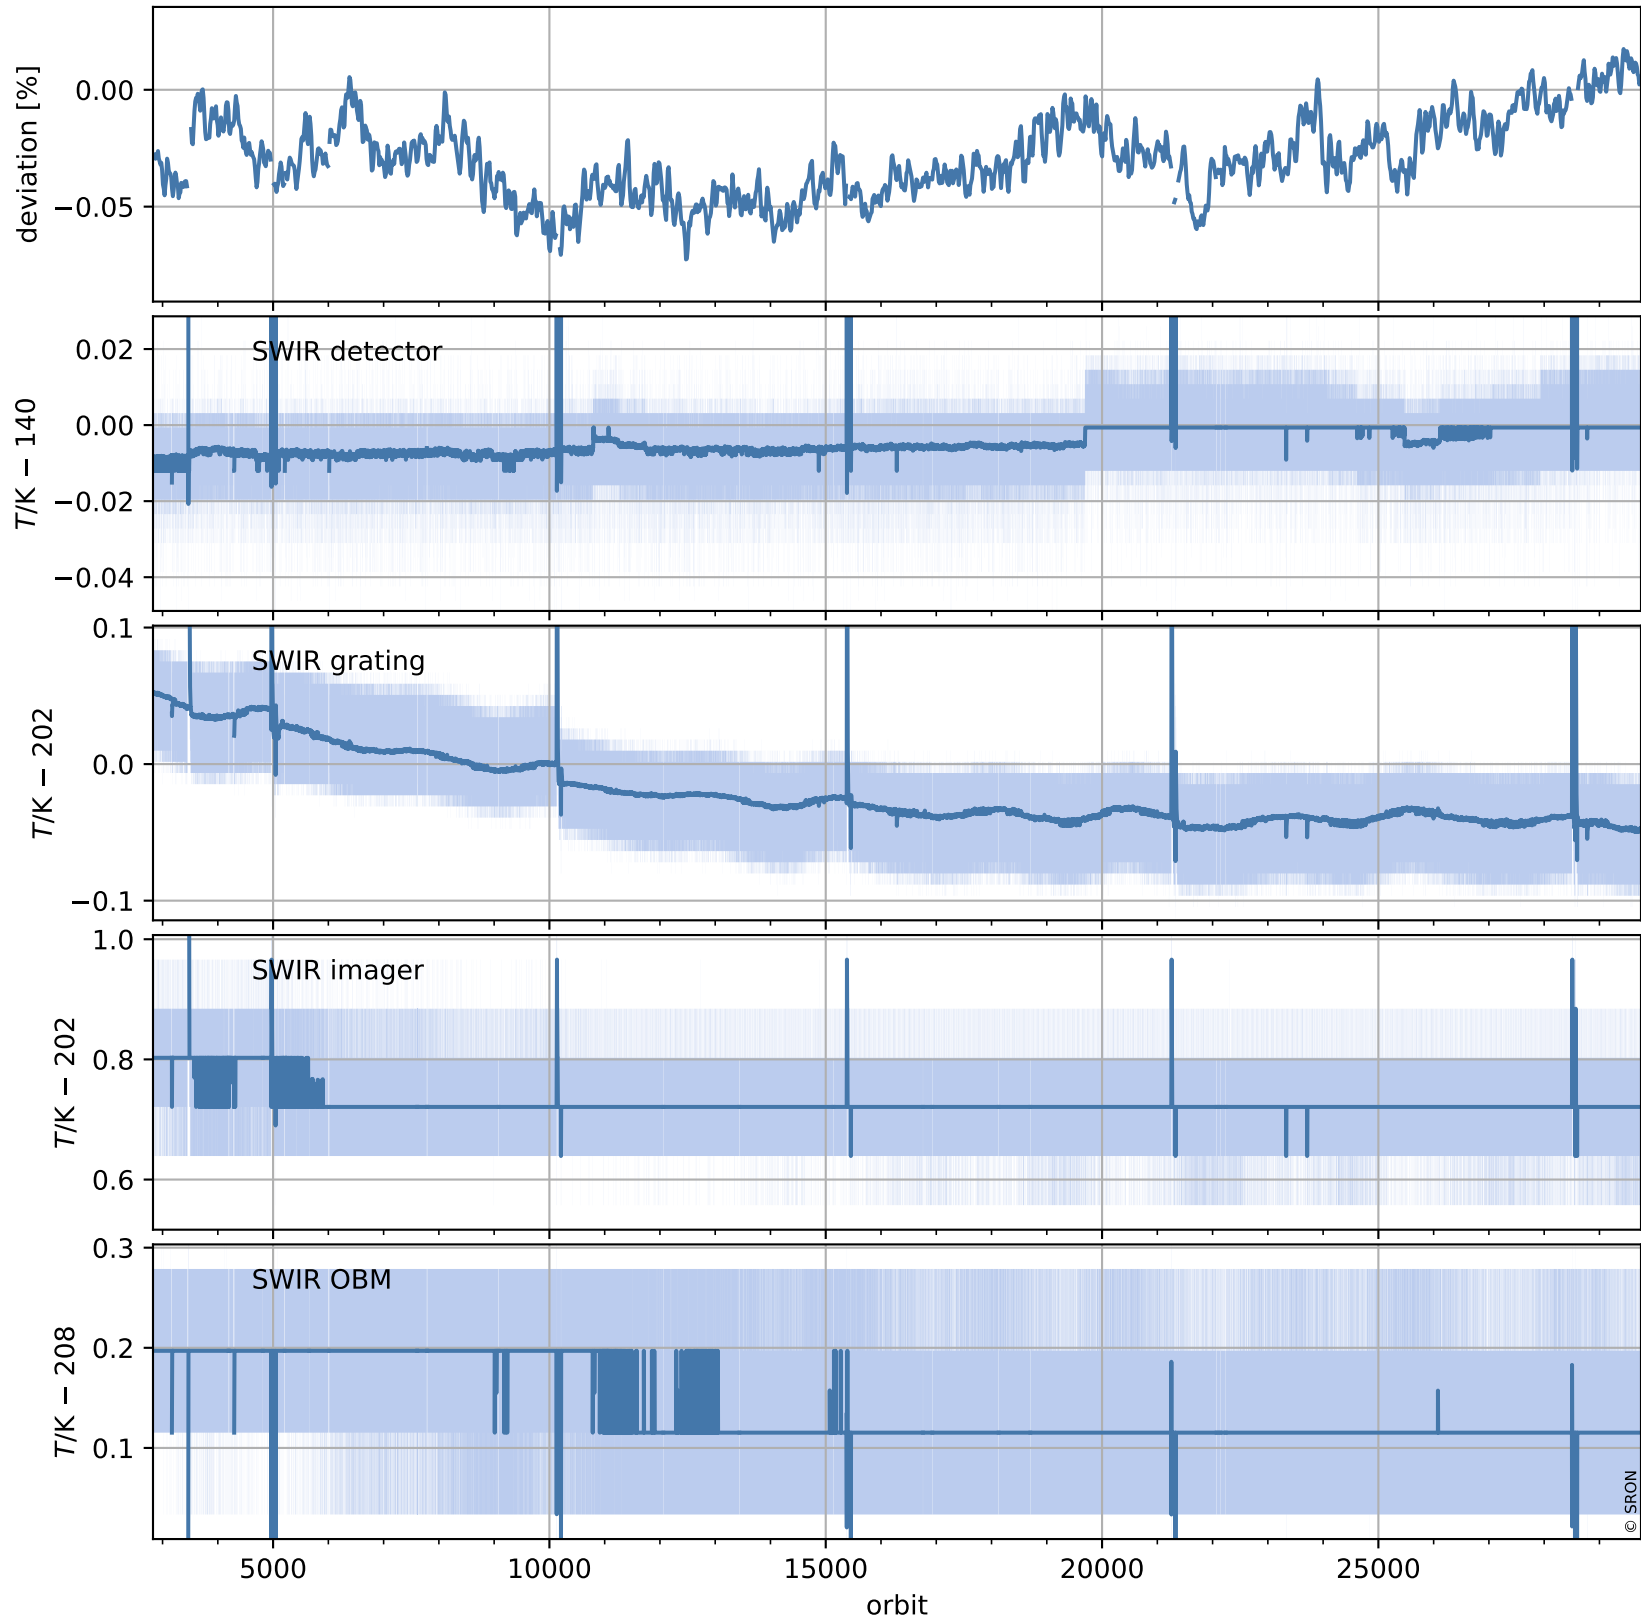 deviation [%]
0.00
−0.05
T/K − 140
SWIR detector
0.02
0.00
−0.02
−0.04
T/K − 202
SWIR grating
0.1
0.0
−0.1
T/K − 202
SWIR imager
1.0
0.8
0.6
T/K − 208
SWIR OBM
0.3
0.2
0.1
© SRON
5000 10000 15000 20000 25000
orbit